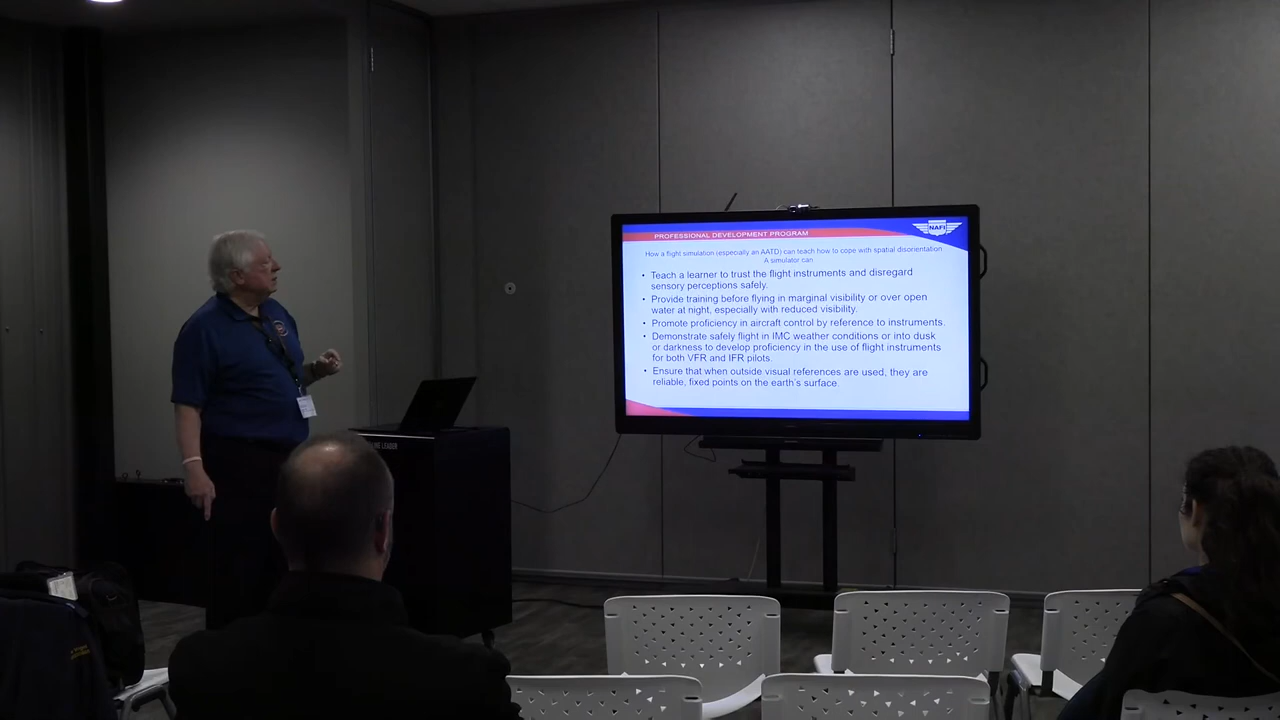 PROFESSIONAL DEVELOPMENT PROGRAM
NAFI
How a flight simulation (especially an AATD) can teach how to cope with spatial disorientation
A simulator can
• Teach a learner to trust the flight instruments and disregard
sensory perceptions safely.
• Provide training before flying in marginal visibility or over open
water at night, especially with reduced visibility.
• Promote proficiency in aircraft control by reference to instruments.
• Demonstrate safely flight in IMC weather conditions or into dusk
or darkness to develop proficiency in the use of flight instruments
for both VFR and IFR pilots.
• Ensure that when outside visual references are used, they are
reliable, fixed points on the earth's surface.
LEADER